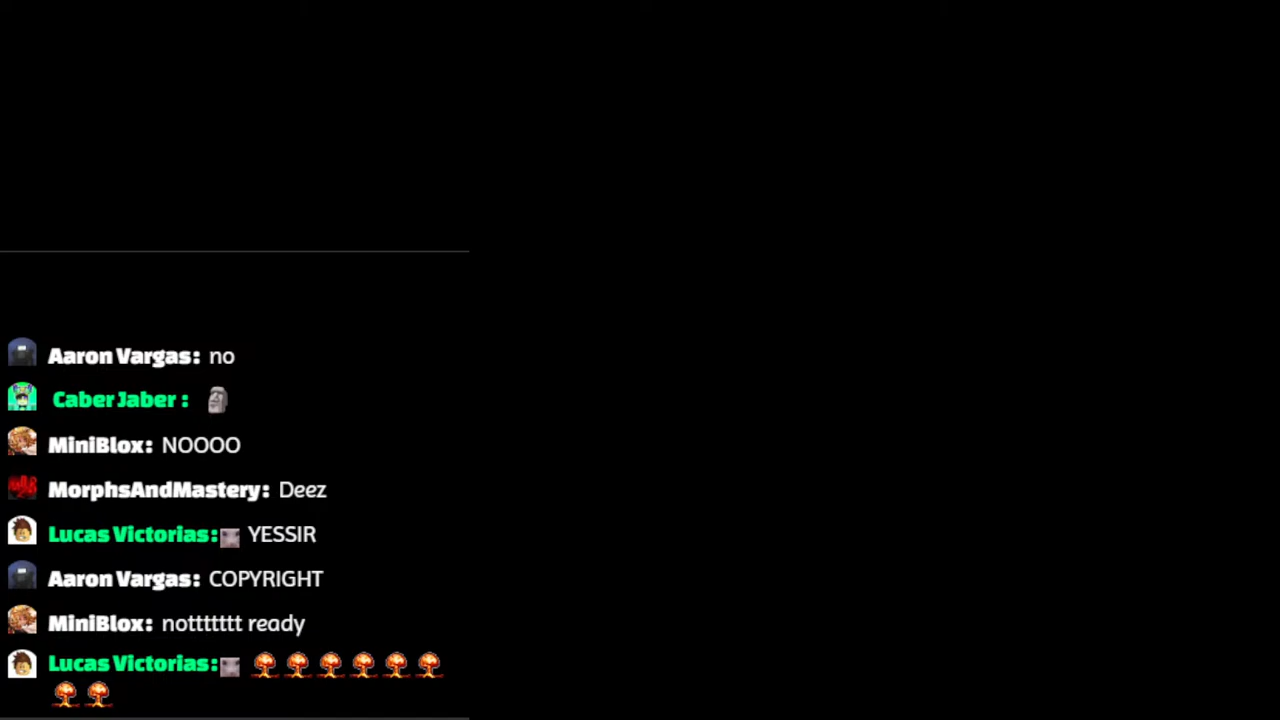 Aaron Vargas: no
Caber Jaber : 🗿
MiniBlox: NOOOO
MorphsAndMastery: Deez
Lucas Victorias: YESSIR
Aaron Vargas: COPYRIGHT
MiniBlox: nottttttt ready
Lucas Victorias: